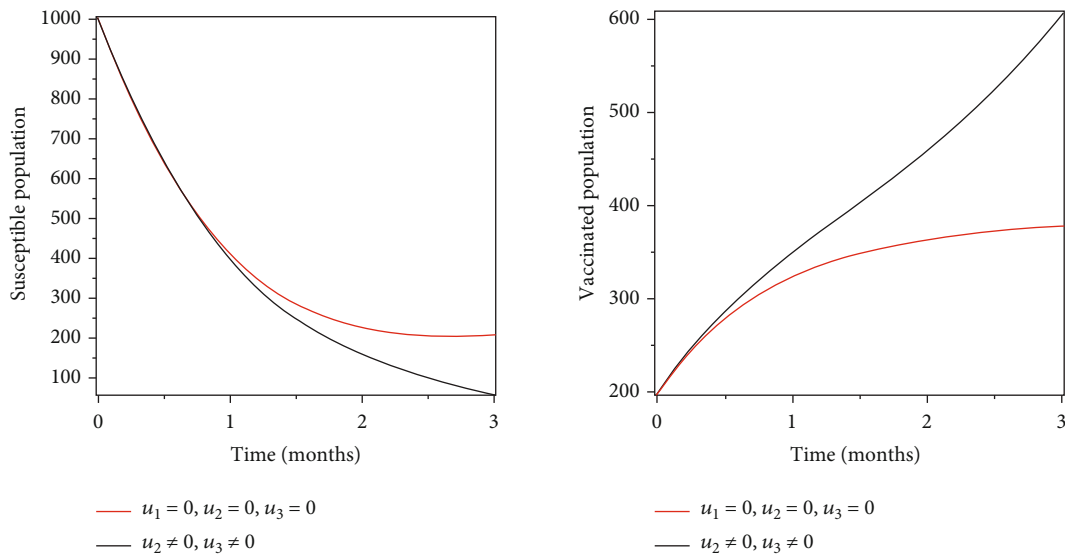 Susceptible population
1000
900
800
700
600
500
400
300
200
100
0 1 2 3
Time (months)
u₁ = 0, u₂ = 0, u₃ = 0
u₂ ≠ 0, u₃ ≠ 0
Vaccinated population
600
500
400
300
200
0 1 2 3
Time (months)
u₁ = 0, u₂ = 0, u₃ = 0
u₂ ≠ 0, u₃ ≠ 0